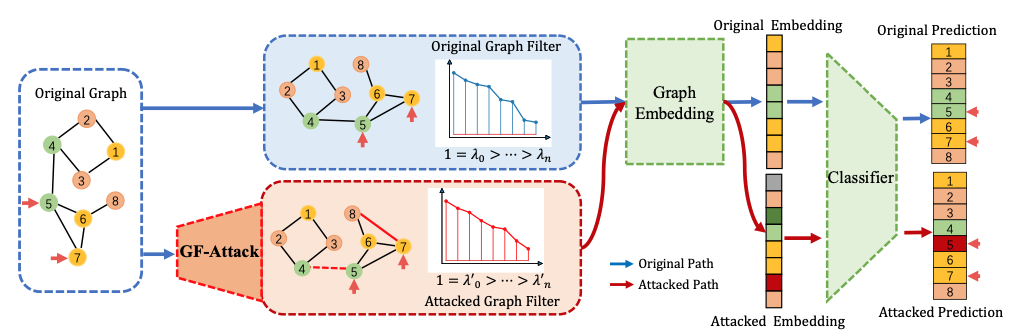 Original Graph
2
4
1
3
5
8
6
7
GF-Attack
Original Graph Filter
1
8
2
3
6
7
4
5
1 = λ₀ > ⋯ > λₙ
1
8
2
3
6
7
4
5
1 = λ′₀ > ⋯ > λ′ₙ
Attacked Graph Filter
Graph
Embedding
Original Path
Attacked Path
Original Embedding
Attacked Embedding
Classifier
Original Prediction
1
2
3
4
5
6
7
8
1
2
3
4
5
6
7
8
Attacked Prediction